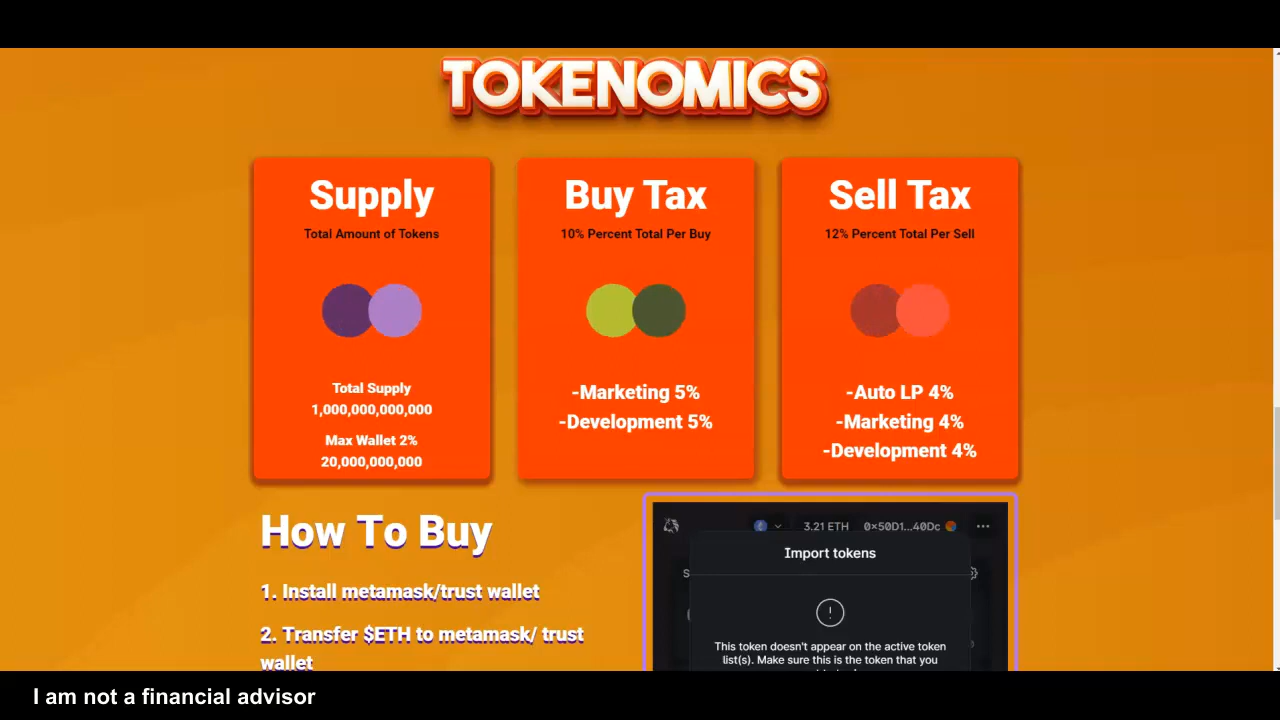 TOKENOMICS
Supply
Total Amount of Tokens
Total Supply
1,000,000,000,000
Max Wallet 2%
20,000,000,000
Buy Tax
10% Percent Total Per Buy
-Marketing 5%
-Development 5%
Sell Tax
12% Percent Total Per Sell
-Auto LP 4%
-Marketing 4%
-Development 4%
How To Buy
1. Install metamask/trust wallet
2. Transfer $ETH to metamask/ trust
wallet
3.21 ETH 0×50D1...40Dc
Import tokens
This token doesn't appear on the active token
list(s). Make sure this is the token that you
I am not a financial advisor